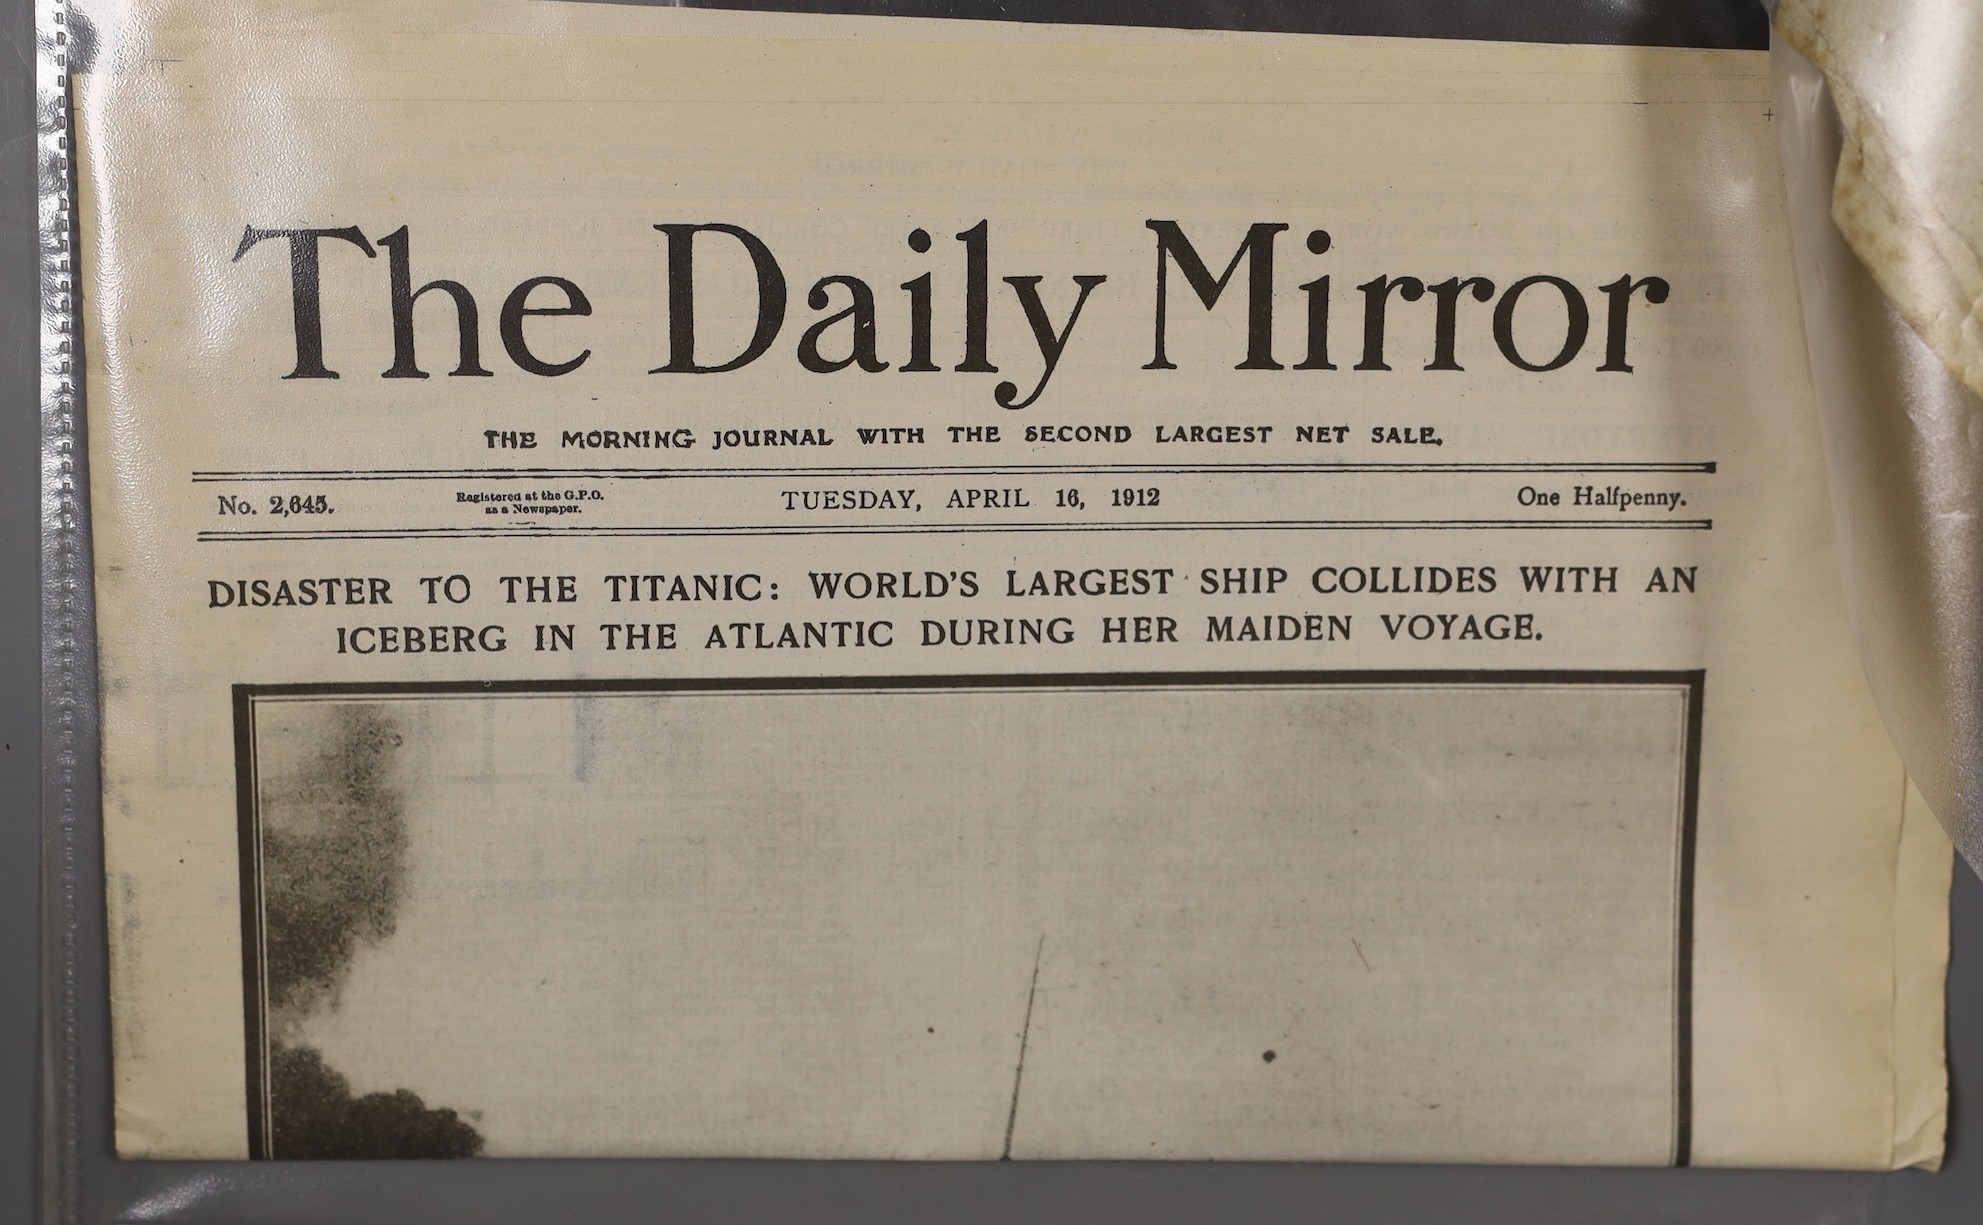 The Daily Mirror
THE MORNING JOURNAL WITH THE SECOND LARGEST NET SALE.
No. 2,645.
Registered at the G.P.O.
as a Newspaper.
TUESDAY, APRIL 16, 1912
One Halfpenny.
DISASTER TO THE TITANIC: WORLD'S LARGEST SHIP COLLIDES WITH AN
ICEBERG IN THE ATLANTIC DURING HER MAIDEN VOYAGE.